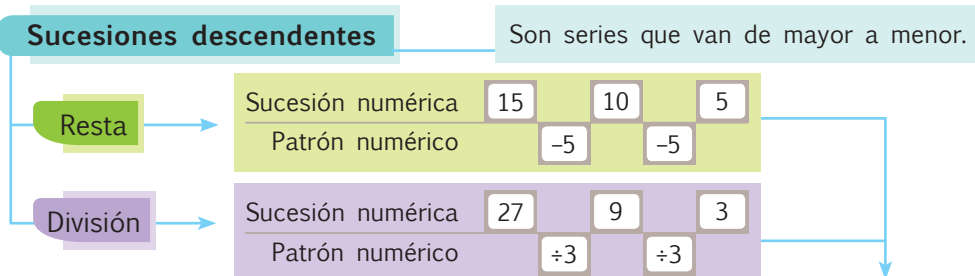 Sucesiones descendentes
Son series que van de mayor a menor.
Resta
Sucesión numérica 15 10 5
Patrón numérico –5 –5
División
Sucesión numérica 27 9 3
Patrón numérico ÷3 ÷3